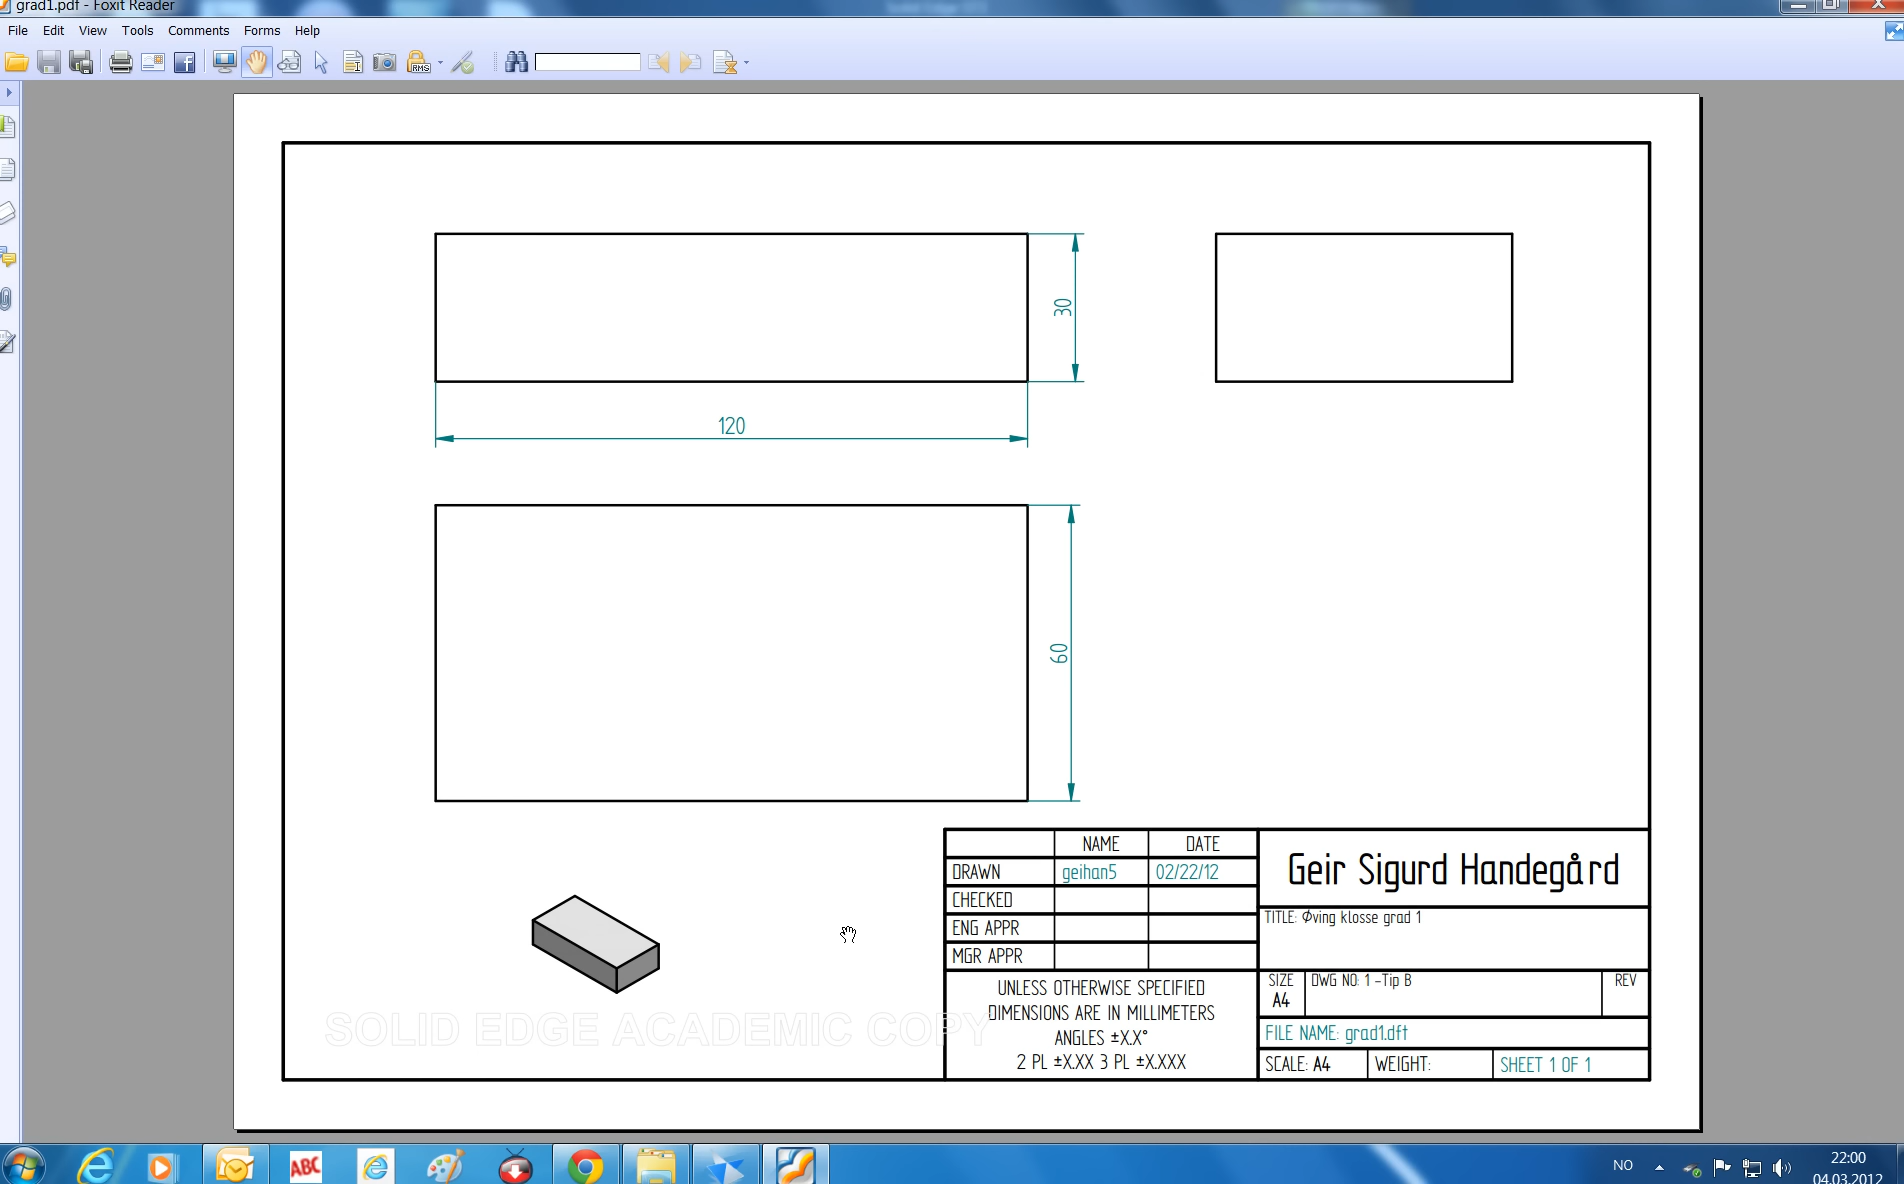 grad1.pdf - Foxit Reader
File Edit View Tools Comments Forms Help
RMS
30
120
60
NAME DATE
DRAWN geihan5 02/22/12
CHECKED
ENG APPR
MGR APPR
UNLESS OTHERWISE SPECIFIED
DIMENSIONS ARE IN MILLIMETERS
ANGLES ±X.X°
2 PL ±X.XX 3 PL ±X.XXX
Geir Sigurd Handegård
TITLE: Øving klosse grad 1
SIZE
A4
DWG NO: 1 -Tip B
REV
FILE NAME: grad1.dft
SCALE: A4 WEIGHT: SHEET 1 OF 1
SOLID EDGE ACADEMIC COPY
ABC
NO
22:00
04.03.2012